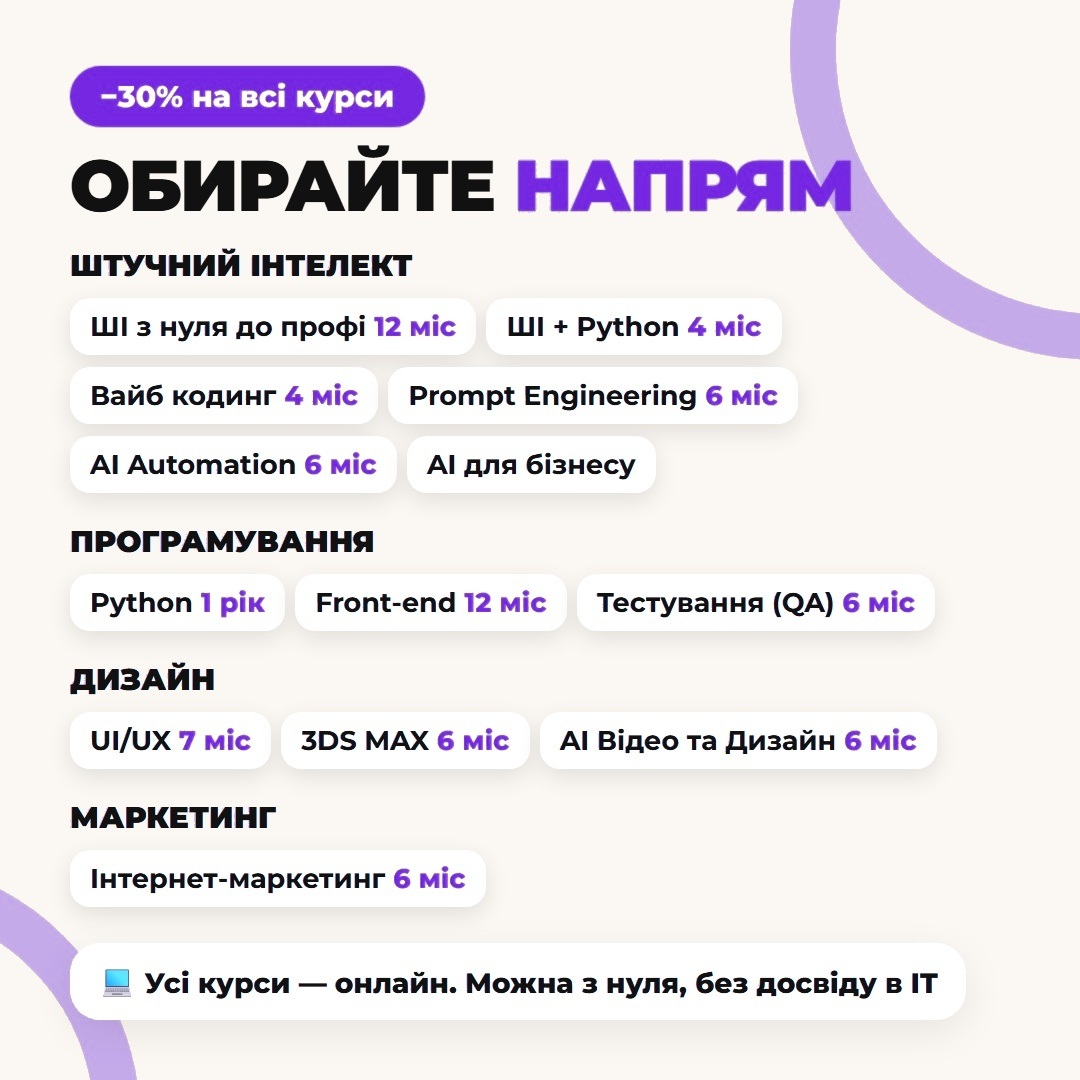 −30% на всі курси
ОБИРАЙТЕ НАПРЯМ
ШТУЧНИЙ ІНТЕЛЕКТ
ШІ з нуля до профі 12 міс
ШІ + Python 4 міс
Вайб кодинг 4 міс
Prompt Engineering 6 міс
AI Automation 6 міс
AI для бізнесу
ПРОГРАМУВАННЯ
Python 1 рік
Front-end 12 міс
Тестування (QA) 6 міс
ДИЗАЙН
UI/UX 7 міс
3DS MAX 6 міс
AI Відео та Дизайн 6 міс
МАРКЕТИНГ
Інтернет-маркетинг 6 міс
Усі курси — онлайн. Можна з нуля, без досвіду в ІТ